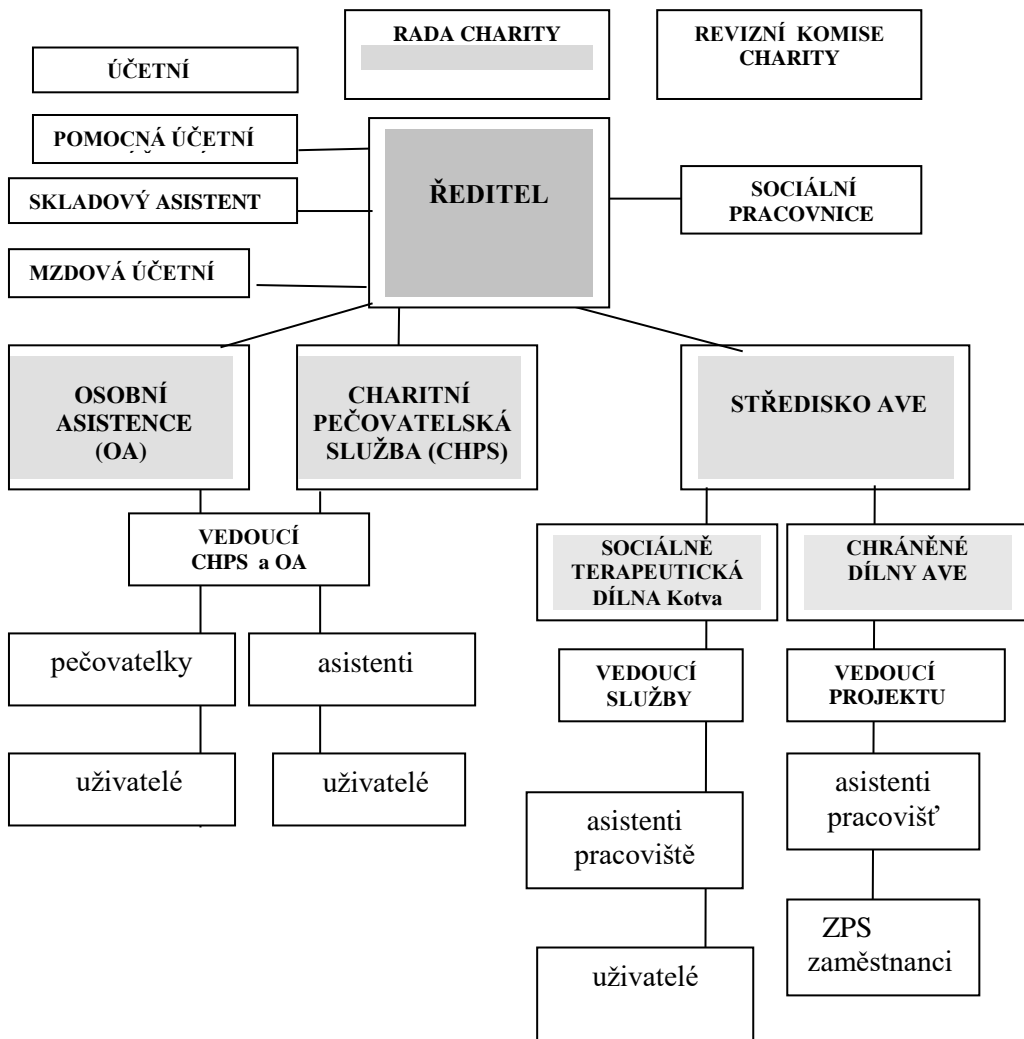 RADA CHARITY
REVIZNÍ KOMISE
CHARITY
ÚČETNÍ
POMOCNÁ ÚČETNÍ
ŘEDITEL
SKLADOVÝ ASISTENT
SOCIÁLNÍ
PRACOVNICE
MZDOVÁ ÚČETNÍ
OSOBNÍ
ASISTENCE
(OA)
CHARITNÍ
PEČOVATELSKÁ
SLUŽBA (CHPS)
STŘEDISKO AVE
VEDOUCÍ
CHPS a OA
SOCIÁLNĚ
TERAPEUTICKÁ
DÍLNA Kotva
CHRÁNĚNÉ
DÍLNY AVE
pečovatelky
asistenti
VEDOUCÍ
SLUŽBY
VEDOUCÍ
PROJEKTU
uživatelé
uživatelé
asistenti
pracoviště
asistenti
pracovišť
uživatelé
ZPS
zaměstnanci